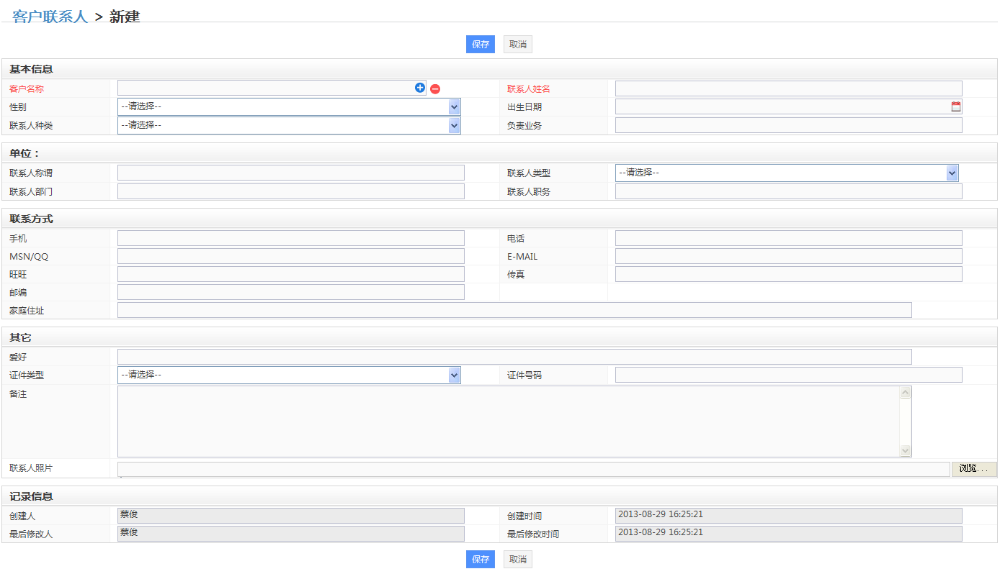 客户联系人 > 新建
保存 取消
基本信息
客户名称 联系人姓名
性别 --请选择-- 出生日期
联系人种类 --请选择-- 负责业务
单位：
联系人称谓 联系人类型 --请选择--
联系人部门 联系人职务
联系方式
手机 电话
MSN/QQ E-MAIL
旺旺 传真
邮编
家庭住址
其它
爱好
证件类型 --请选择-- 证件号码
备注
联系人照片 浏览...
记录信息
创建人 蔡俊 创建时间 2013-08-29 16:25:21
最后修改人 蔡俊 最后修改时间 2013-08-29 16:25:21
保存 取消